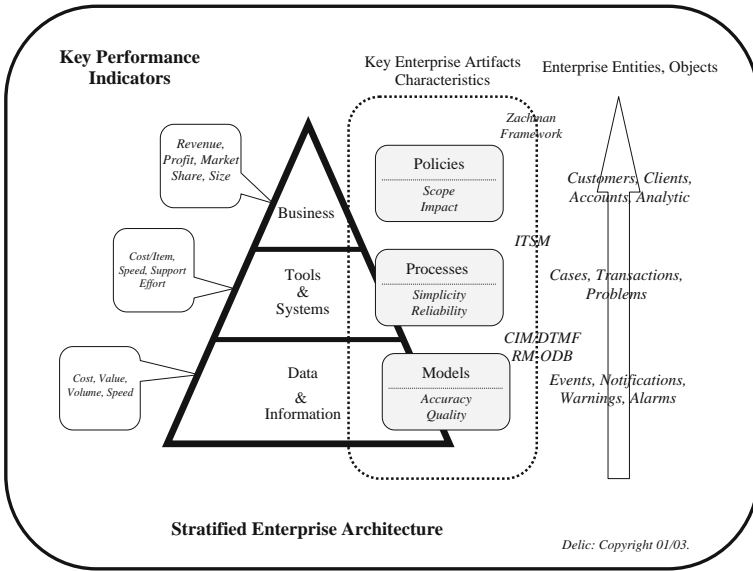 Key Performance
Indicators
Key Enterprise Artifacts
Characteristics
Enterprise Entities, Objects
Zachman
Framework
Revenue,
Profit, Market
Share, Size
Policies
Scope
Impact
Customers, Clients,
Accounts, Analytic
Business
ITSM
Cost/Item,
Speed, Support
Effort
Tools
&
Systems
Processes
Simplicity
Reliability
Cases, Transactions,
Problems
CIM/DTMF
RM-ODB
Cost, Value,
Volume, Speed
Data
&
Information
Models
Accuracy
Quality
Events, Notifications,
Warnings, Alarms
Stratified Enterprise Architecture
Delic: Copyright 01/03.